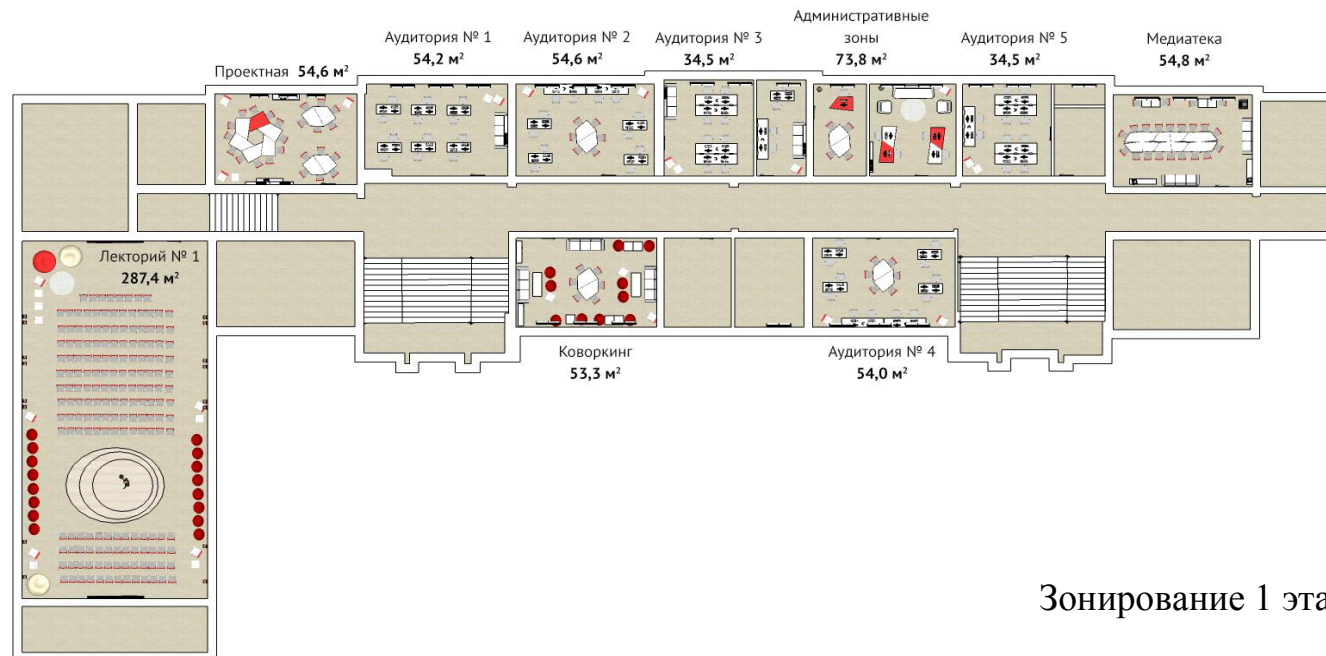 Проектная 54,6 м²
Аудитория № 1
54,2 м²
Аудитория № 2
54,6 м²
Аудитория № 3
34,5 м²
Административные
зоны
73,8 м²
Аудитория № 5
34,5 м²
Медиатека
54,8 м²
Лекторий № 1
287,4 м²
Коворкинг
53,3 м²
Аудитория № 4
54,0 м²
Зонирование 1 эта